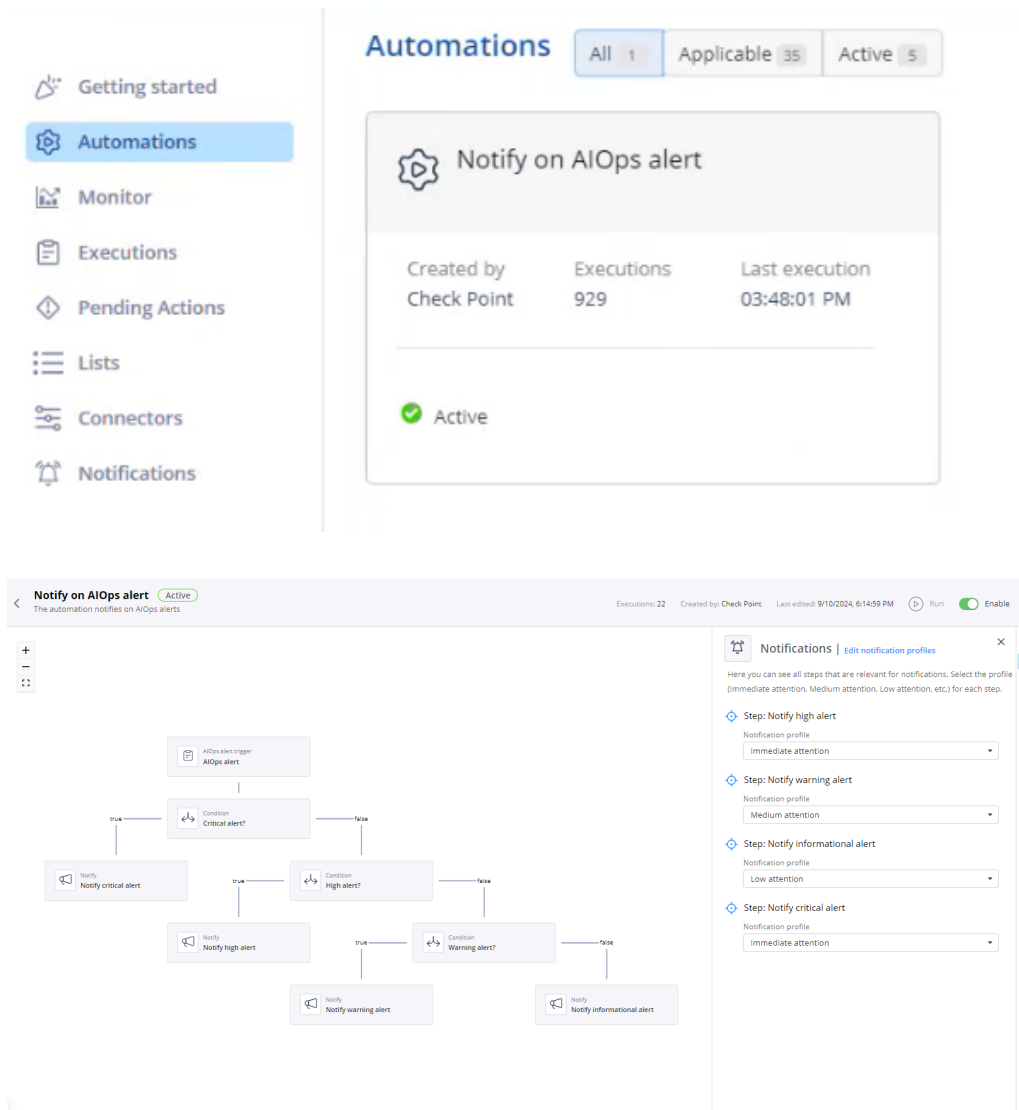 Automations
All 1
Applicable 35
Active 5
Getting started
Automations
Monitor
Executions
Pending Actions
Lists
Connectors
Notifications
Notify on AIOps alert
Created by
Check Point
Executions
929
Last execution
03:48:01 PM
Active
Notify on AIOps alert Active
The automation notifies on AIOps alerts
Executions: 22 Created by: Check Point Last edited: 9/10/2024, 6:14:59 PM Run Enable
AIOps alert trigger
AIOps alert
Condition
Critical alert?
true
false
Notify
Notify critical alert
Condition
High alert?
true
false
Notify
Notify high alert
Condition
Warning alert?
true
false
Notify
Notify warning alert
Notify
Notify informational alert
Notifications | Edit notification profiles
Here you can see all steps that are relevant for notifications. Select the profile
(Immediate attention, Medium attention, Low attention, etc.) for each step.
Step: Notify high alert
Notification profile
Immediate attention
Step: Notify warning alert
Notification profile
Medium attention
Step: Notify informational alert
Notification profile
Low attention
Step: Notify critical alert
Notification profile
Immediate attention